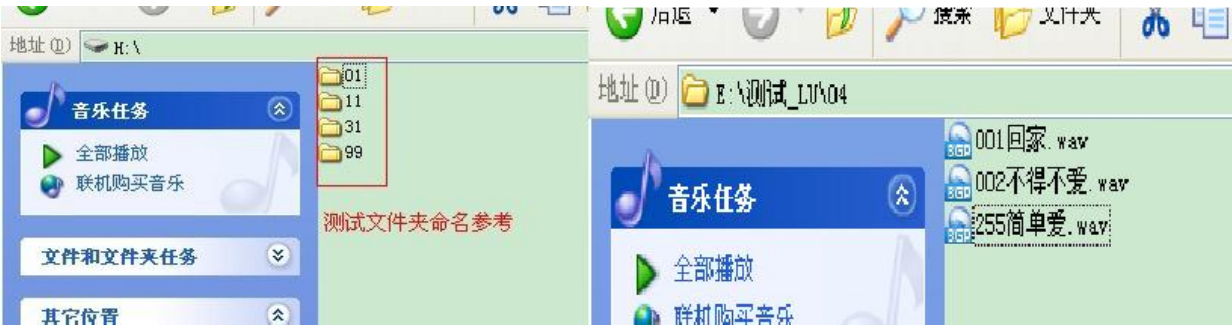 地址(D) H:\
01
11
31
99
音乐任务
全部播放
联机购买音乐
测试文件夹命名参考
文件和文件夹任务
其它位置
后退
搜索
文件夹
地址(D) E:\测试_LU\04
001回家.wav
002不得不爱.wav
255简单爱.wav
音乐任务
全部播放
联机购买音乐